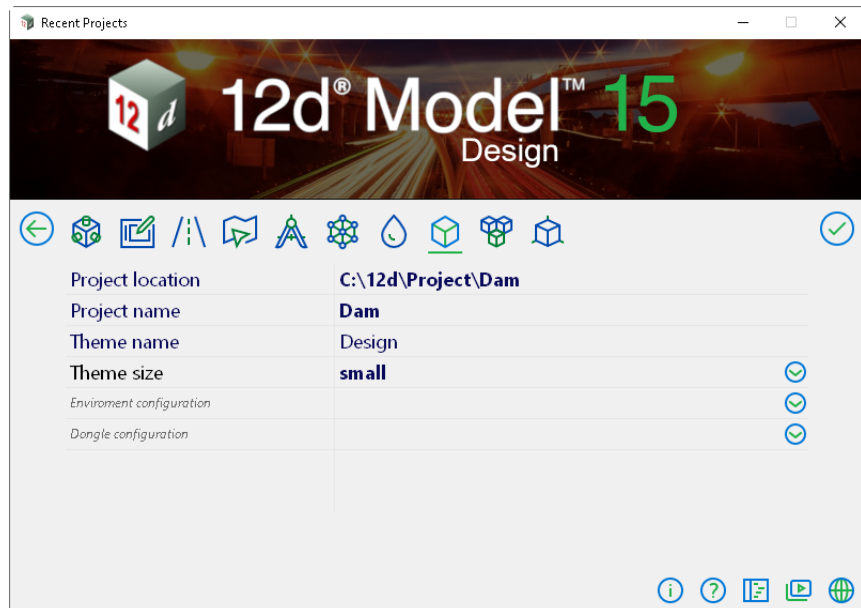 Recent Projects
12d® Model™ 15
Design
12 d
Project location C:\12d\Project\Dam
Project name Dam
Theme name Design
Theme size small
Enviroment configuration
Dongle configuration